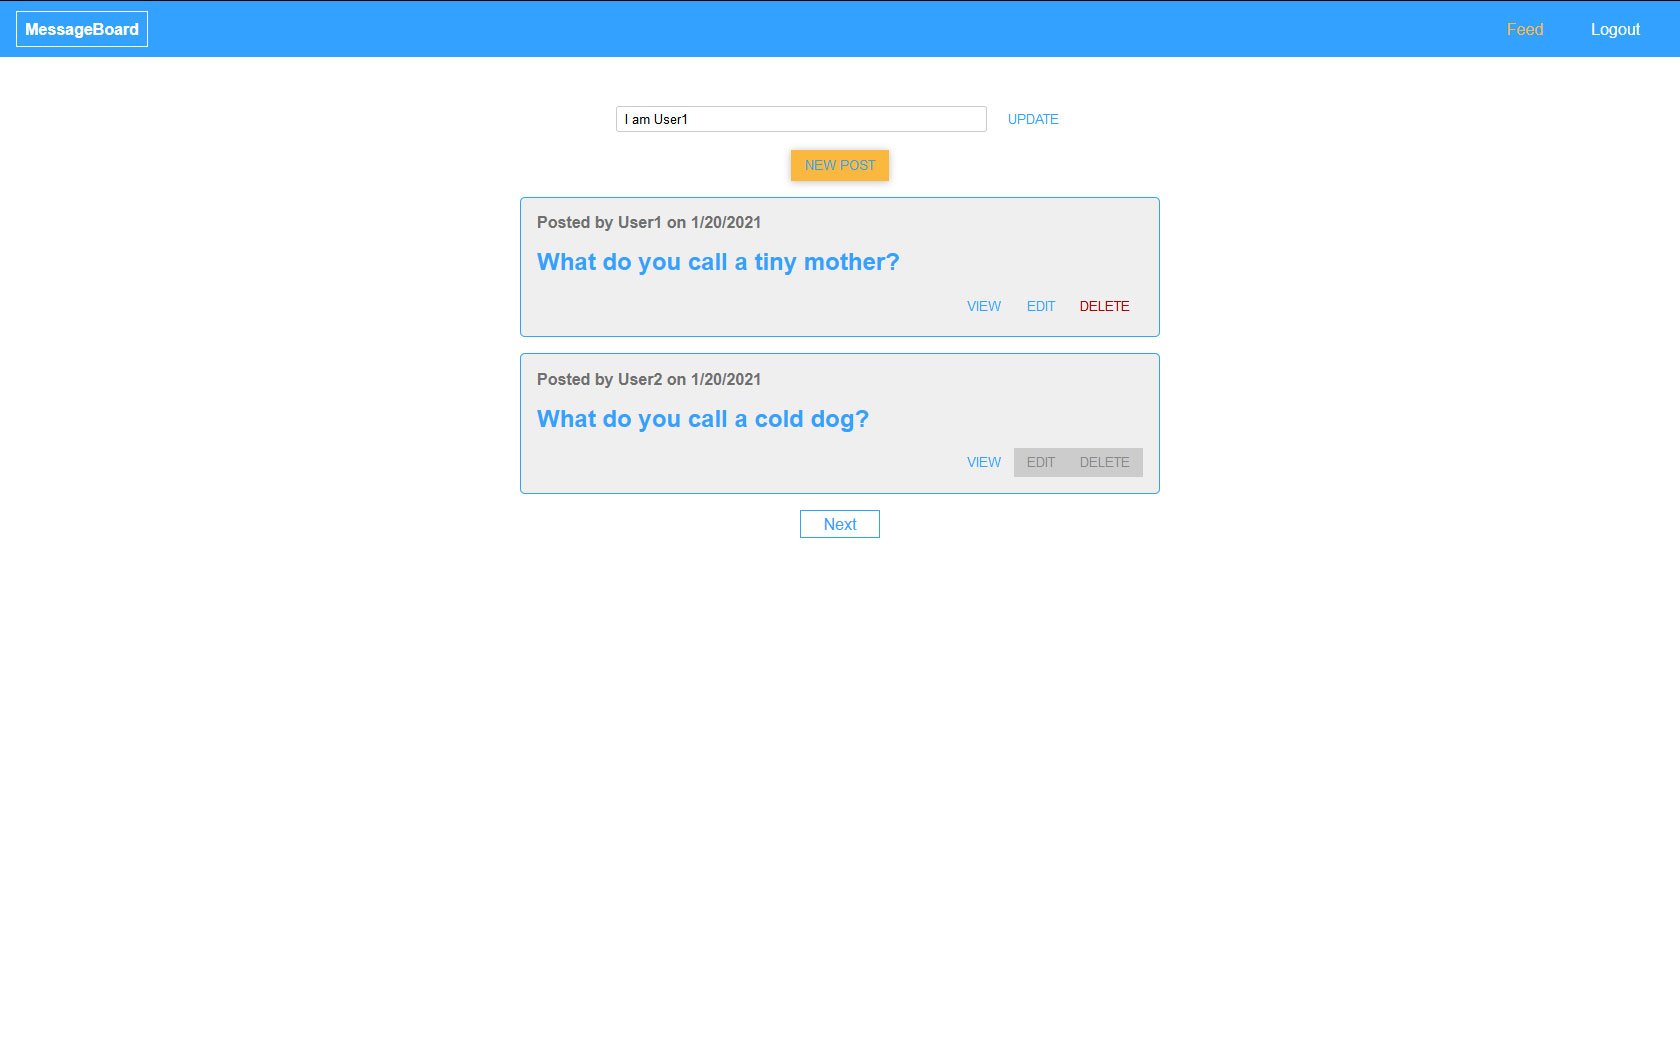 MessageBoard Feed Logout
I am User1 UPDATE
NEW POST
Posted by User1 on 1/20/2021
What do you call a tiny mother?
VIEW EDIT DELETE
Posted by User2 on 1/20/2021
What do you call a cold dog?
VIEW EDIT DELETE
Next